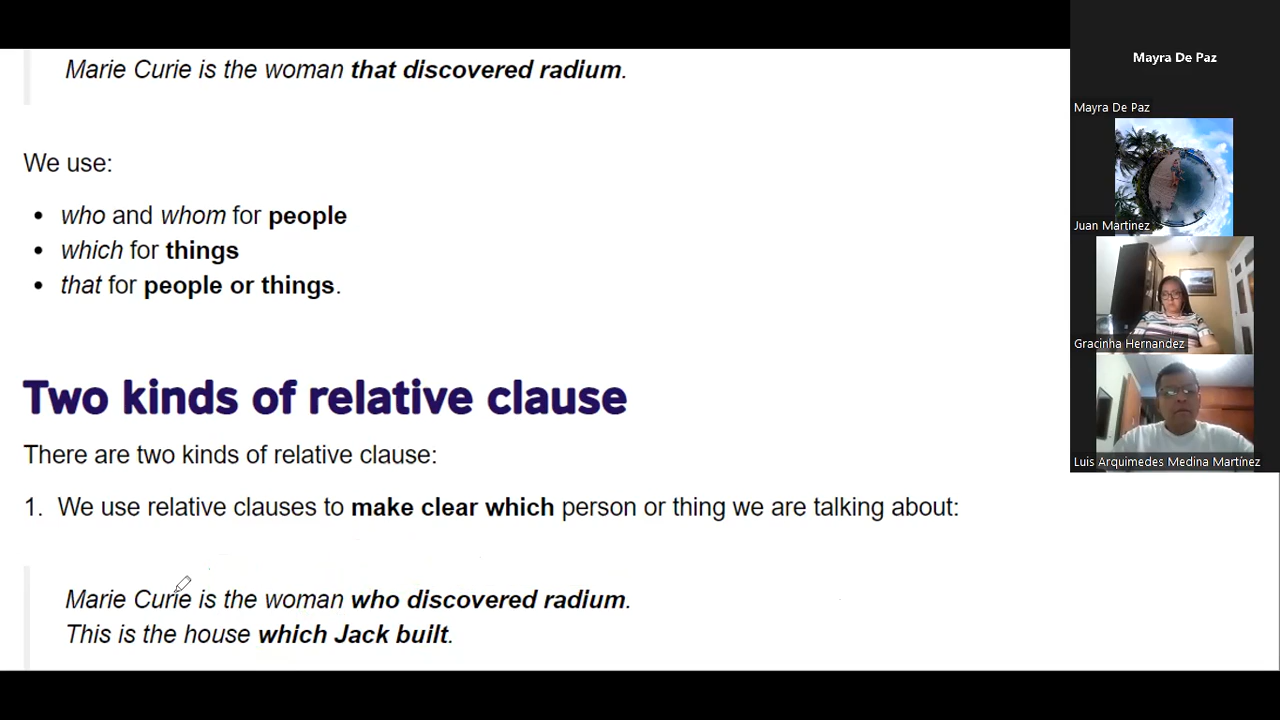 Marie Curie is the woman that discovered radium.
We use:
• who and whom for people
• which for things
• that for people or things.
Two kinds of relative clause
There are two kinds of relative clause:
1. We use relative clauses to make clear which person or thing we are talking about:
Marie Curie is the woman who discovered radium.
This is the house which Jack built.
Mayra De Paz
Mayra De Paz
Juan Martinez
Gracinha Hernandez
Luis Arquimedes Medina Martínez